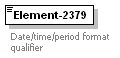 Element-2379
Date/time/period format
qualifier